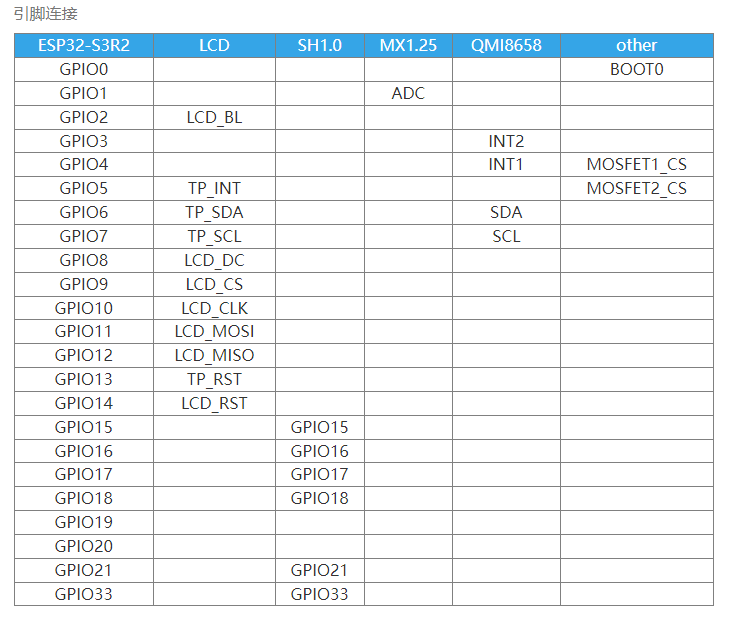 引脚连接
ESP32-S3R2 LCD SH1.0 MX1.25 QMI8658 other
GPIO0 BOOT0
GPIO1 ADC
GPIO2 LCD_BL
GPIO3 INT2
GPIO4 INT1 MOSFET1_CS
GPIO5 TP_INT MOSFET2_CS
GPIO6 TP_SDA SDA
GPIO7 TP_SCL SCL
GPIO8 LCD_DC
GPIO9 LCD_CS
GPIO10 LCD_CLK
GPIO11 LCD_MOSI
GPIO12 LCD_MISO
GPIO13 TP_RST
GPIO14 LCD_RST
GPIO15 GPIO15
GPIO16 GPIO16
GPIO17 GPIO17
GPIO18 GPIO18
GPIO19
GPIO20
GPIO21 GPIO21
GPIO33 GPIO33